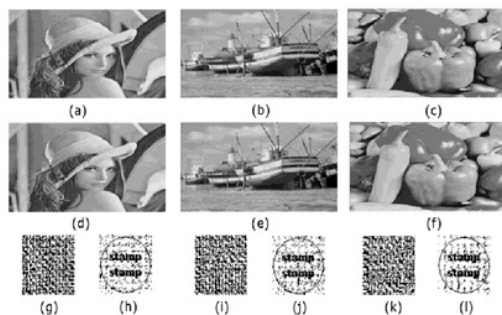 (a) (b) (c)
(d) (e) (f)
stamp stamp stamp
stamp stamp stamp
(g) (h) (i) (j) (k) (l)